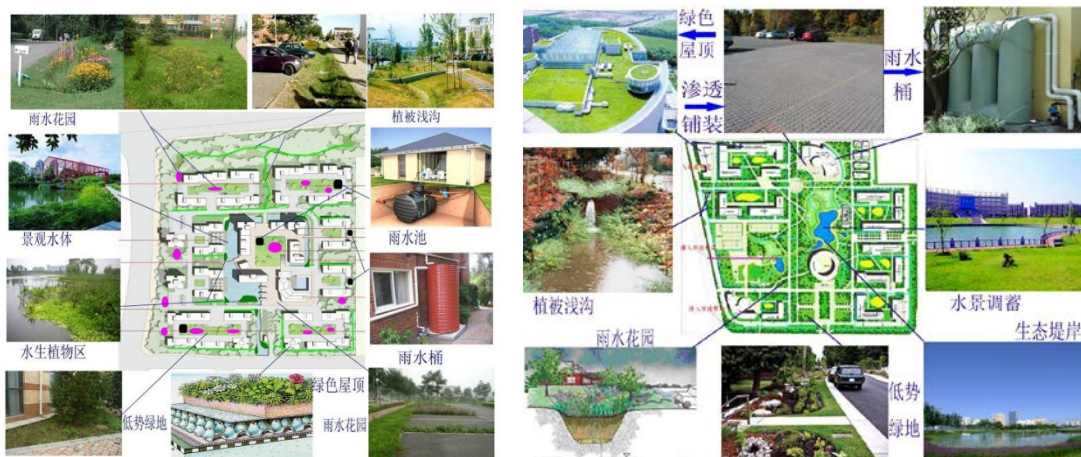 雨水花园
植被浅沟
景观水体
雨水池
水生植物区
雨水桶
低势绿地
绿色屋顶
雨水花园
绿色
屋顶
渗透
铺装
雨水
桶
植被浅沟
水景调蓄
雨水花园
生态堤岸
低势
绿地